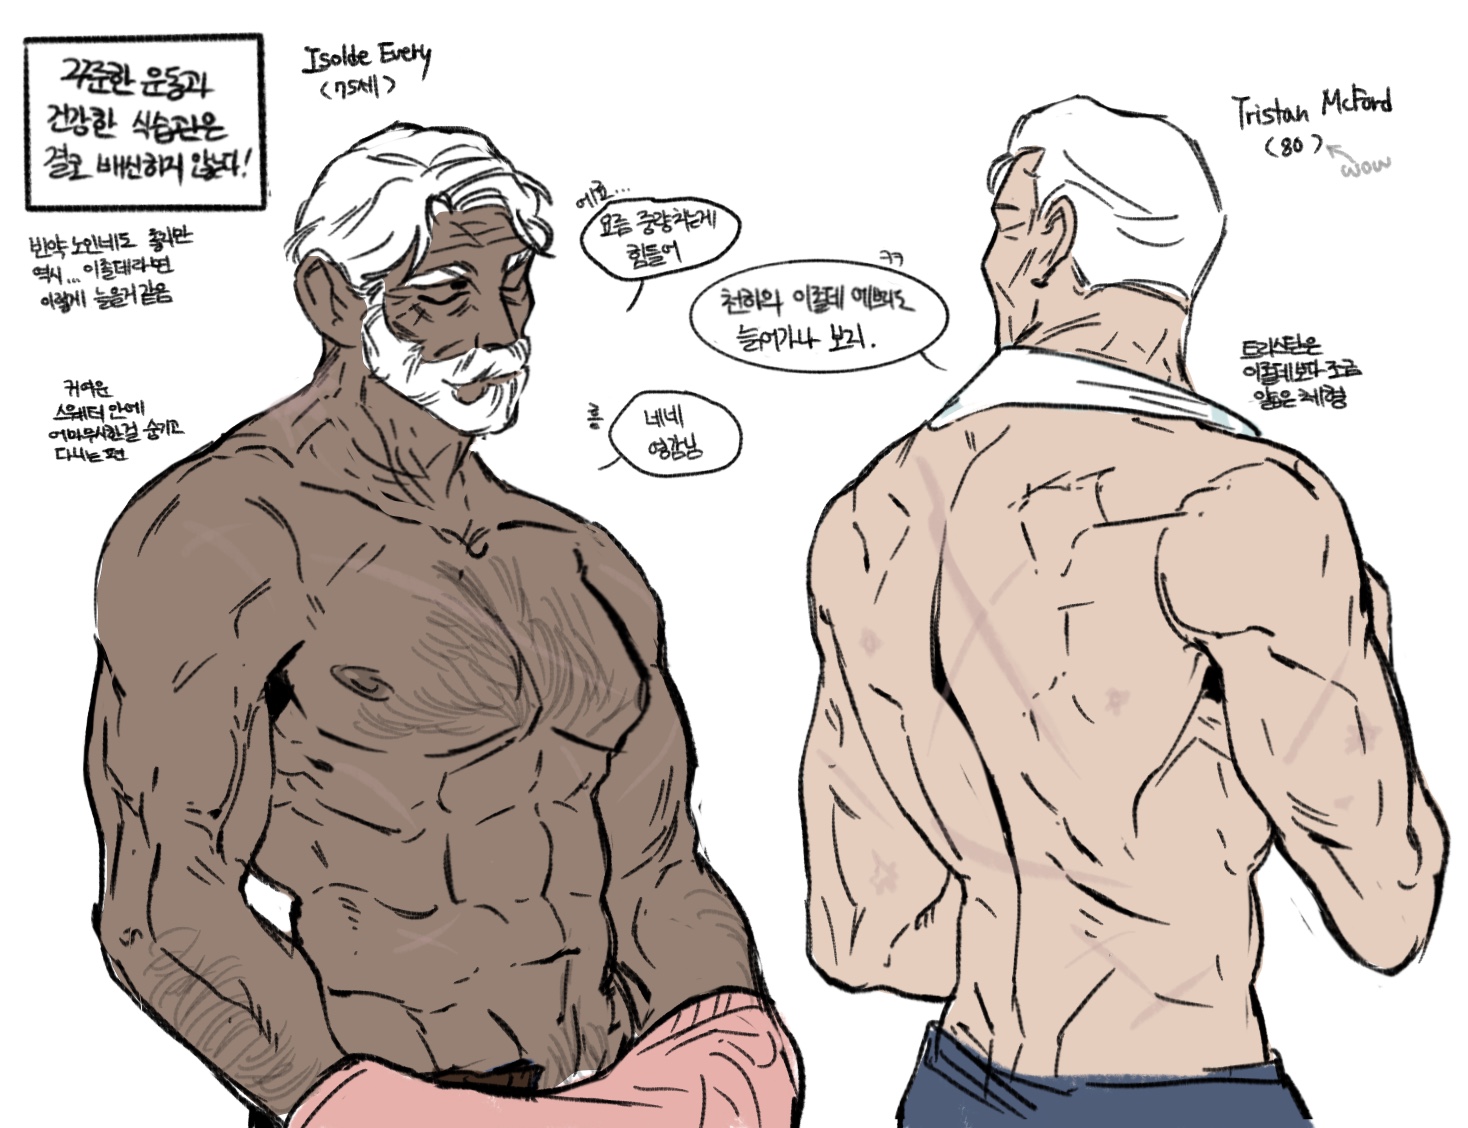 꾸준한 운동과
건강한 식습관은
결코 배신하지 않는다!
Isolde Every
(75세)
Tristan McFord
(80)
wow
반약 노인네도 좋지만
역시... 이졸데라면
이렇게 늙을거 같음
에효...
요즘 중량치는게
힘들어
ㅋㅋ
천하의 이졸데 에브리도
늙어가나 보지.
흥
네네
영감님
귀여운
스웨터 안에
어마무시한걸 숨기고
다니는 편
트리스탄은
이졸데보다 조금
얇은 체형